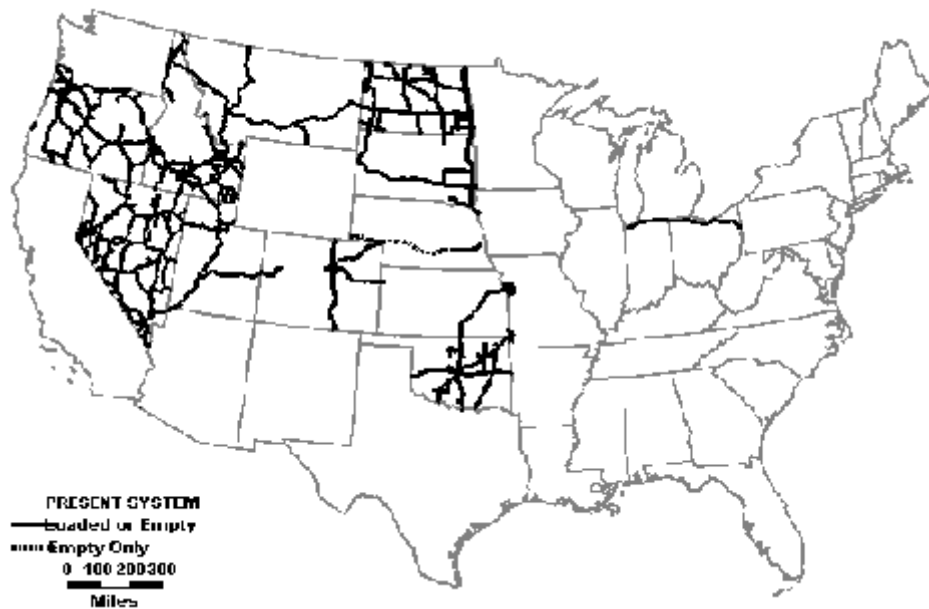 PRESENT SYSTEM
Loaded or Empty
Empty Only
0 100 200 300
Miles